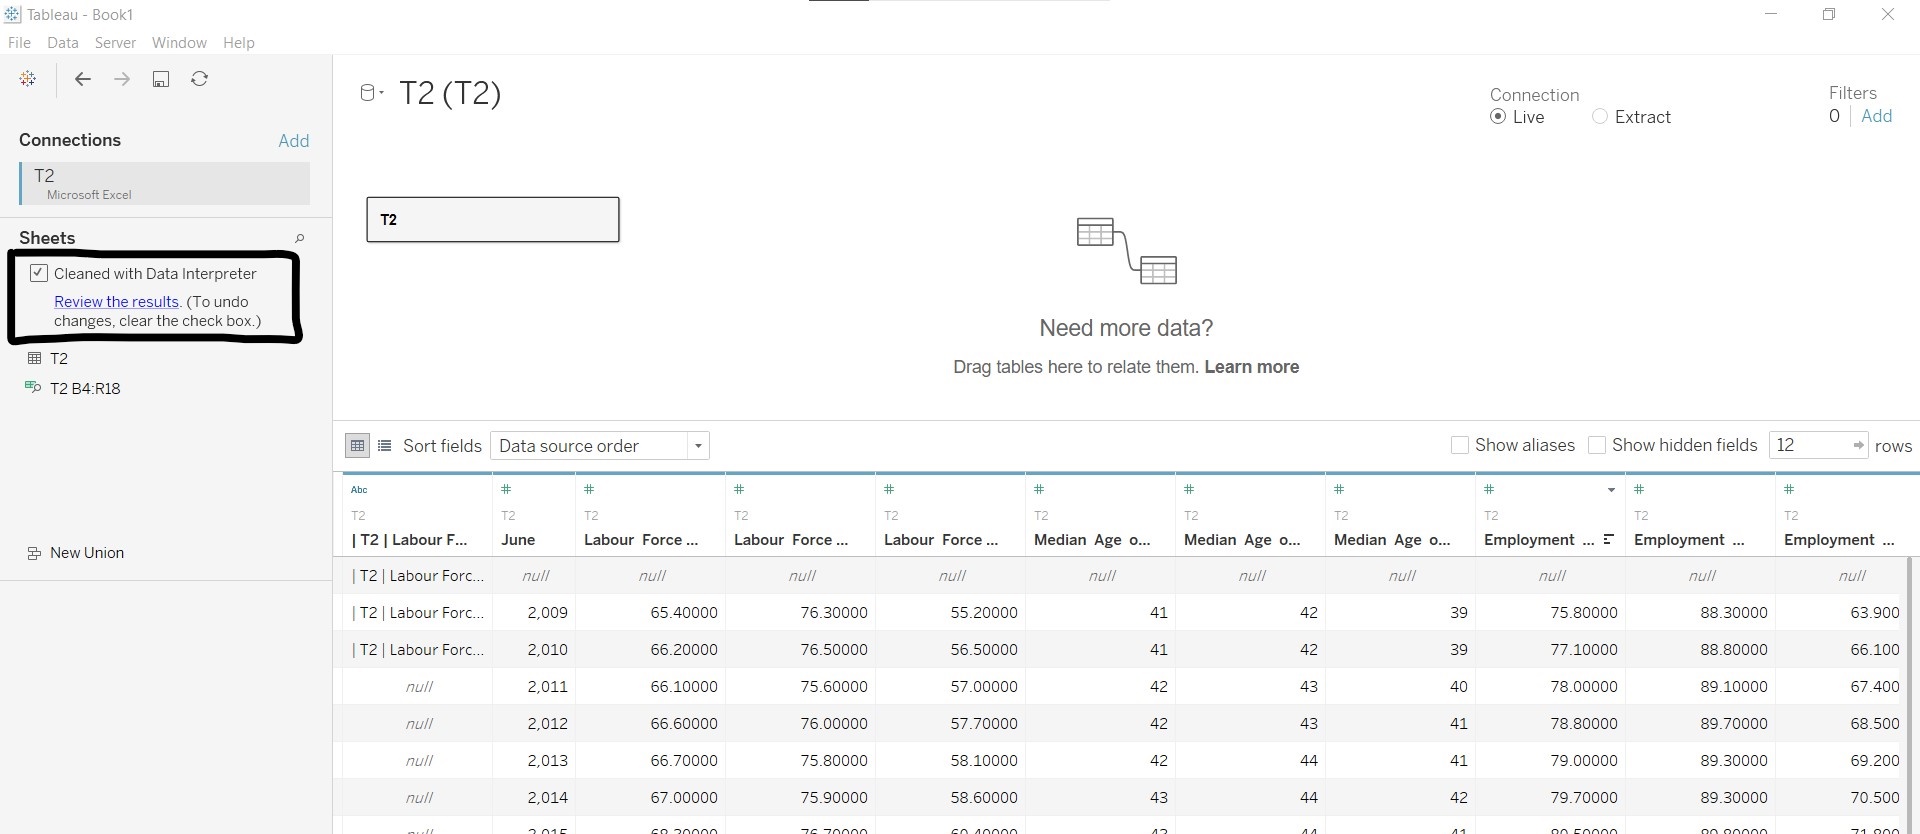 Tableau - Book1
File Data Server Window Help
Connections Add
T2
Microsoft Excel
Sheets
Cleaned with Data Interpreter
Review the results. (To undo
changes, clear the check box.)
T2
T2 B4:R18
New Union
T2 (T2)
Connection
Live Extract
Filters
0 Add
T2
Need more data?
Drag tables here to relate them. Learn more
Sort fields Data source order Show aliases Show hidden fields 12 rows
Abc # # # # # # # # # #
T2 T2 T2 T2 T2 T2 T2 T2 T2 T2 T2
| T2 | Labour F... June Labour Force ... Labour Force ... Labour Force ... Median Age o... Median Age o... Median Age o... Employment ... Employment ... Employment ...
| T2 | Labour Forc... null null null null null null null null null null
| T2 | Labour Forc... 2,009 65.40000 76.30000 55.20000 41 42 39 75.80000 88.30000 63.900
| T2 | Labour Forc... 2,010 66.20000 76.50000 56.50000 41 42 39 77.10000 88.80000 66.100
null 2,011 66.10000 75.60000 57.00000 42 43 40 78.00000 89.10000 67.400
null 2,012 66.60000 76.00000 57.70000 42 43 41 78.80000 89.70000 68.500
null 2,013 66.70000 75.80000 58.10000 42 44 41 79.00000 89.30000 69.200
null 2,014 67.00000 75.90000 58.60000 43 44 42 79.70000 89.30000 70.500